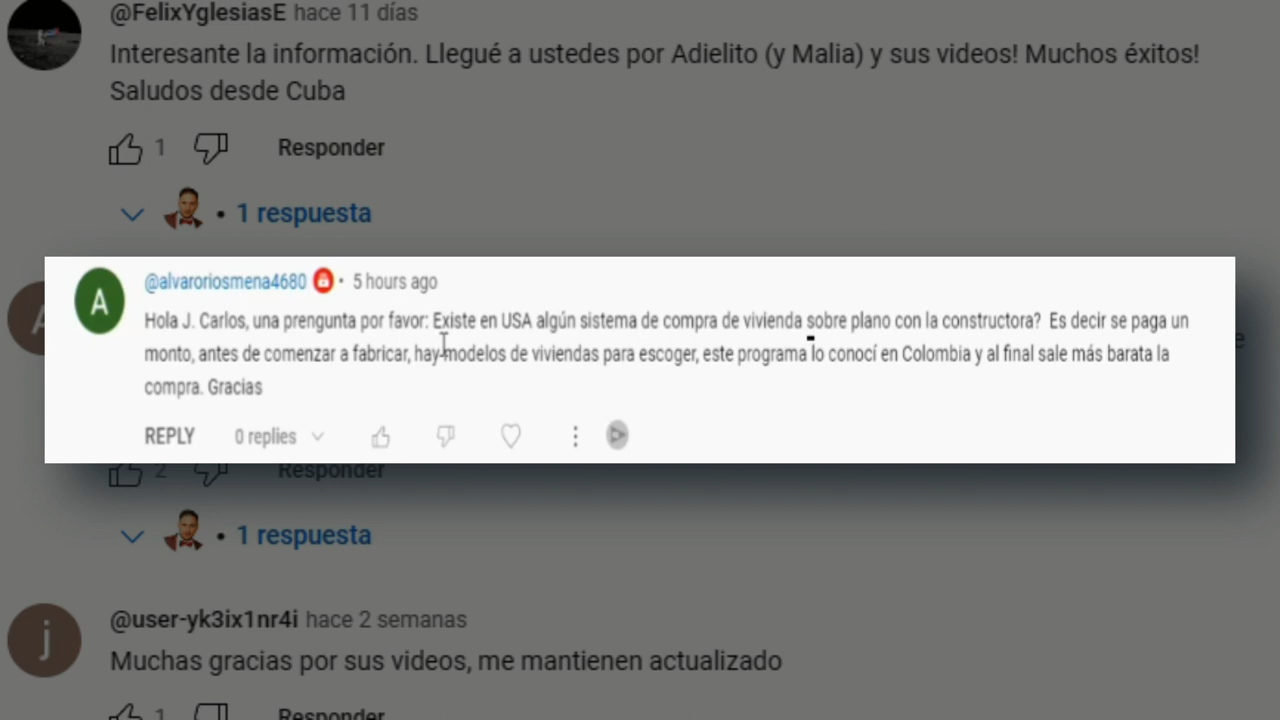 @FelixYglesiasE hace 11 días
Interesante la información. Llegué a ustedes por Adielito (y Malia) y sus videos! Muchos éxitos!
Saludos desde Cuba
1 Responder
• 1 respuesta
A
@alvaroriosmena4680 • 5 hours ago
Hola J. Carlos, una prengunta por favor: Existe en USA algún sistema de compra de vivienda sobre plano con la constructora? Es decir se paga un
monto, antes de comenzar a fabricar, hay modelos de viviendas para escoger, este programa lo conocí en Colombia y al final sale más barata la
compra. Gracias
REPLY 0 replies
2 Responder
• 1 respuesta
j
@user-yk3ix1nr4i hace 2 semanas
Muchas gracias por sus videos, me mantienen actualizado
1 Responder